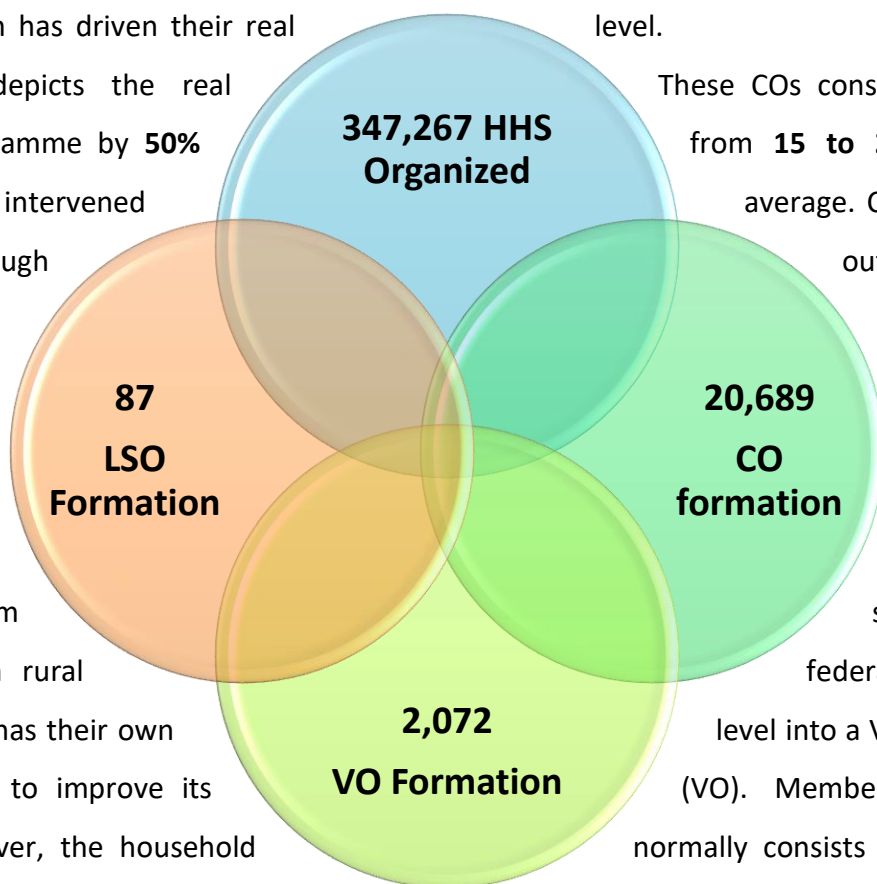 n has driven their real
depicts the real
amme by 50%
intervened
ugh
m
rural
has their own
to improve its
ver, the household
347,267 HHS
Organized
87
LSO
Formation
20,689
CO
formation
2,072
VO Formation
level.
These COs cons
from 15 to
average.
out
s
feder
level into a V
(VO). Membe
normally consists